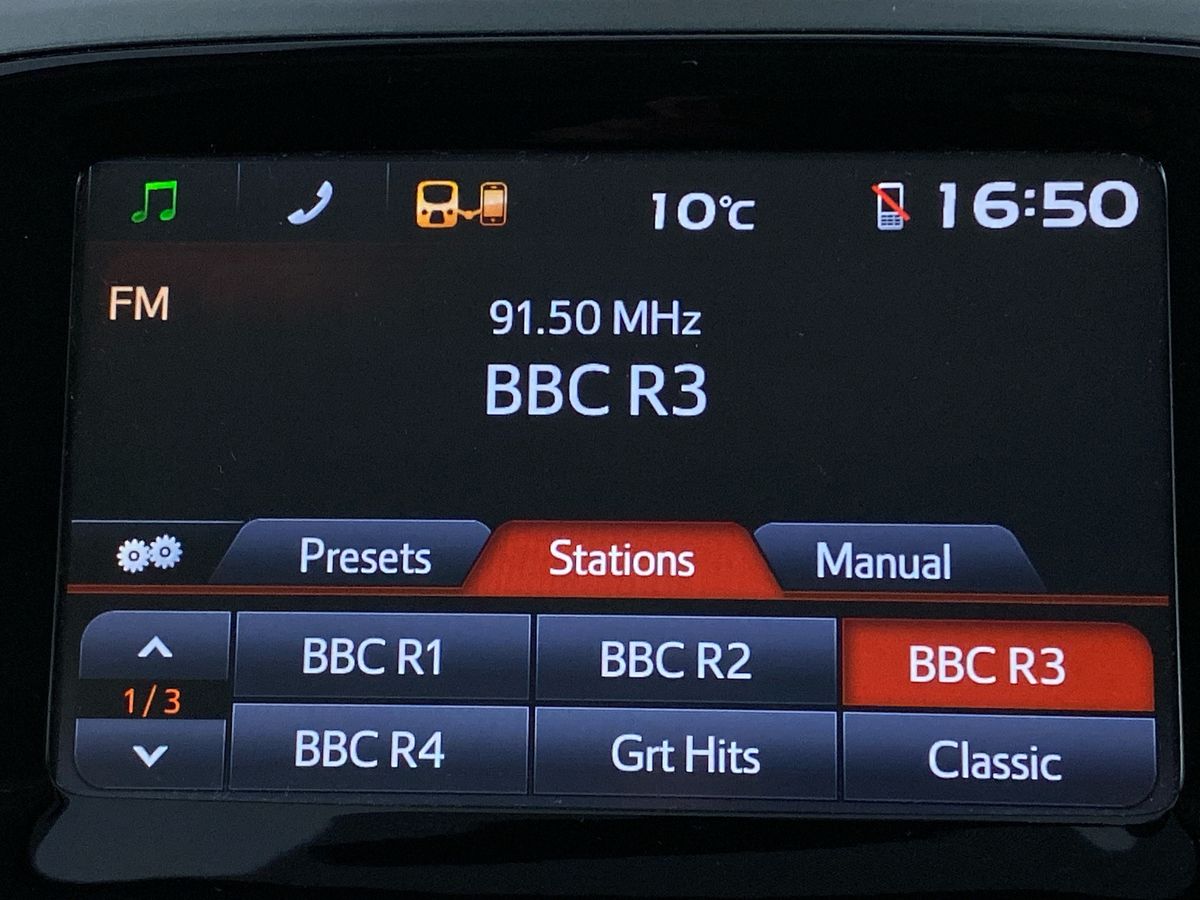 10°C 16:50
FM
91.50 MHz
BBC R3
Presets Stations Manual
BBC R1 BBC R2 BBC R3
1/3
BBC R4 Grt Hits Classic